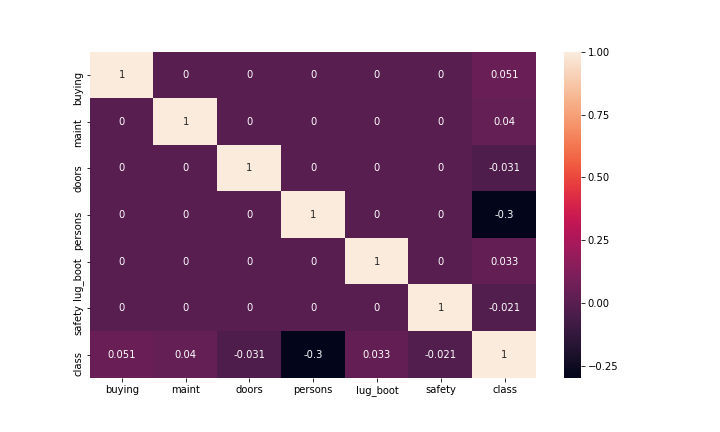 buying 1 0 0 0 0 0 0.051
maint 0 1 0 0 0 0 0.04
doors 0 0 1 0 0 0 -0.031
persons 0 0 0 1 0 0 -0.3
lug_boot 0 0 0 0 1 0 0.033
safety 0 0 0 0 0 1 -0.021
class 0.051 0.04 -0.031 -0.3 0.033 -0.021 1
buying maint doors persons lug_boot safety class
1.00
0.75
0.50
0.25
0.00
−0.25